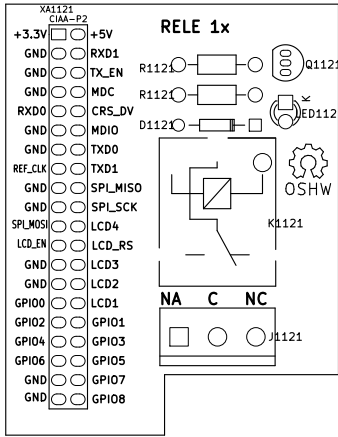 XA1121
CIAA-P2
+3.3V +5V
GND RXD1
GND TX_EN
GND MDC
RXD0 CRS_DV
GND MDIO
GND TXD0
REF_CLK TXD1
GND SPI_MISO
GND SPI_SCK
SPI_MOSI LCD4
LCD_EN LCD_RS
GND LCD3
GND LCD2
GPIO0 LCD1
GPIO2 GPIO1
GPIO4 GPIO3
GPIO6 GPIO5
GND GPIO7
GND GPIO8
RELE 1x
R1121
Q1121
R1121
K
LED1121
D1121
OSHW
K1121
NA C NC
J1121